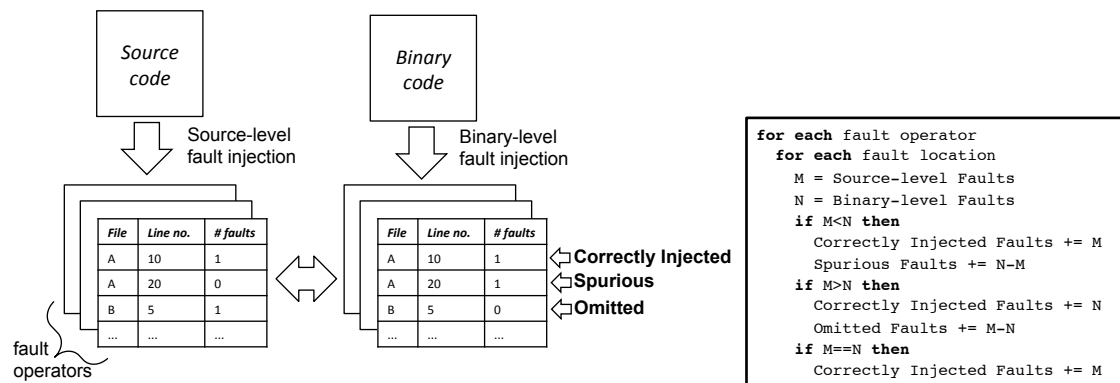 Source
code
Binary
code
Source-level
fault injection
Binary-level
fault injection
File Line no. # faults
A 10 1
A 20 0
B 5 1
... ... ...
File Line no. # faults
A 10 1
A 20 1
B 5 0
... ... ...
Correctly Injected
Spurious
Omitted
fault
operators
for each fault operator
for each fault location
M = Source-level Faults
N = Binary-level Faults
if M<N then
Correctly Injected Faults += M
Spurious Faults += N-M
if M>N then
Correctly Injected Faults += N
Omitted Faults += M-N
if M==N then
Correctly Injected Faults += M